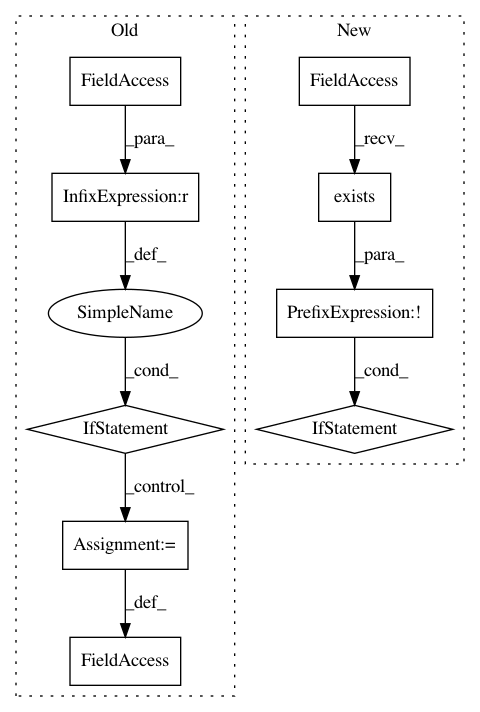 Old
FieldAccess
_para_
InfixExpression:r
_def_
SimpleName
_cond_
IfStatement
_control_
Assignment:=
_def_
FieldAccess
New
FieldAccess
_recv_
exists
_para_
PrefixExpression:!
_cond_
IfStatement